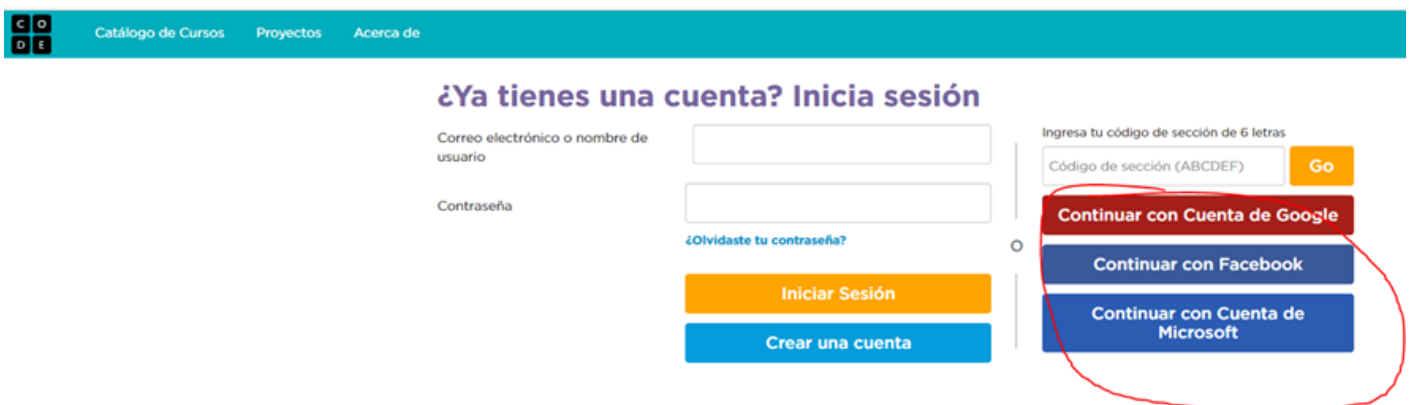 C O
D E
Catálogo de Cursos Proyectos Acerca de
¿Ya tienes una cuenta? Inicia sesión
Correo electrónico o nombre de
usuario
Contraseña
¿Olvidaste tu contraseña?
Iniciar Sesión
Crear una cuenta
O
Ingresa tu código de sección de 6 letras
Código de sección (ABCDEF) Go
Continuar con Cuenta de Google
Continuar con Facebook
Continuar con Cuenta de
Microsoft